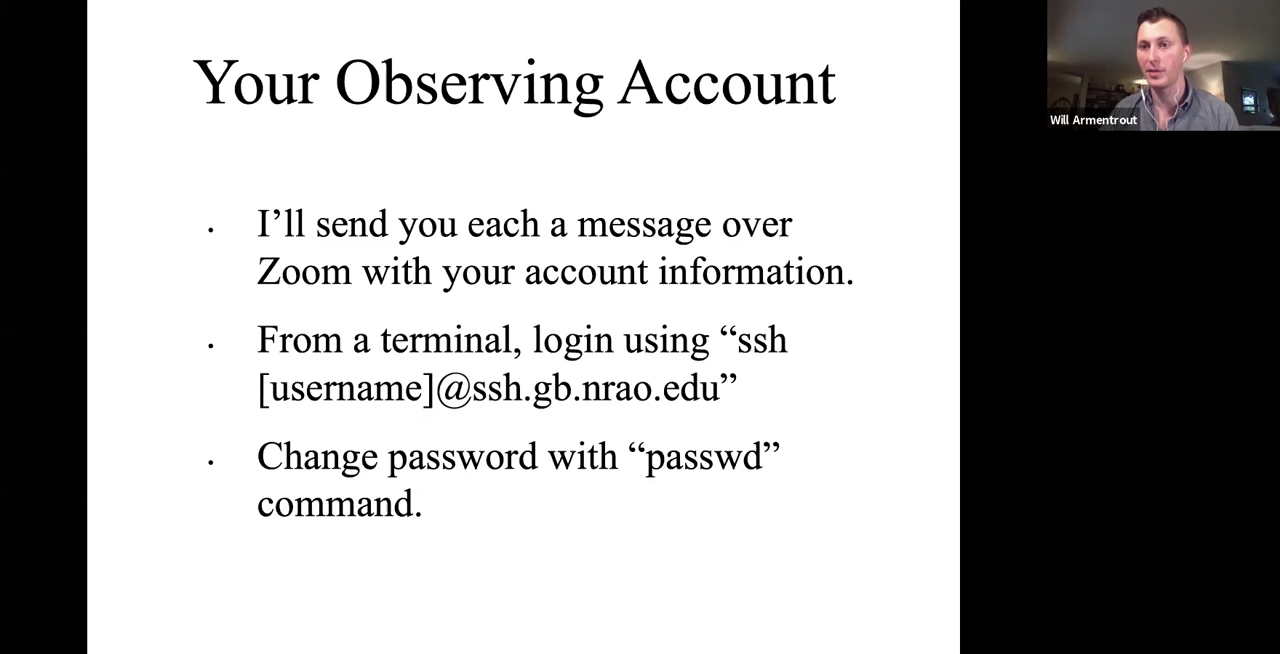 Your Observing Account
Will Armentrout
· I’ll send you each a message over
Zoom with your account information.
· From a terminal, login using “ssh
[username]@ssh.gb.nrao.edu”
· Change password with “passwd”
command.